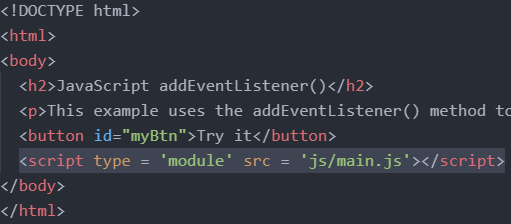 <!DOCTYPE html>
<html>
<body>
<h2>JavaScript addEventListener()</h2>
<p>This example uses the addEventListener() method to
<button id="myBtn">Try it</button>
<script type = 'module' src = 'js/main.js'></script>
</body>
</html>